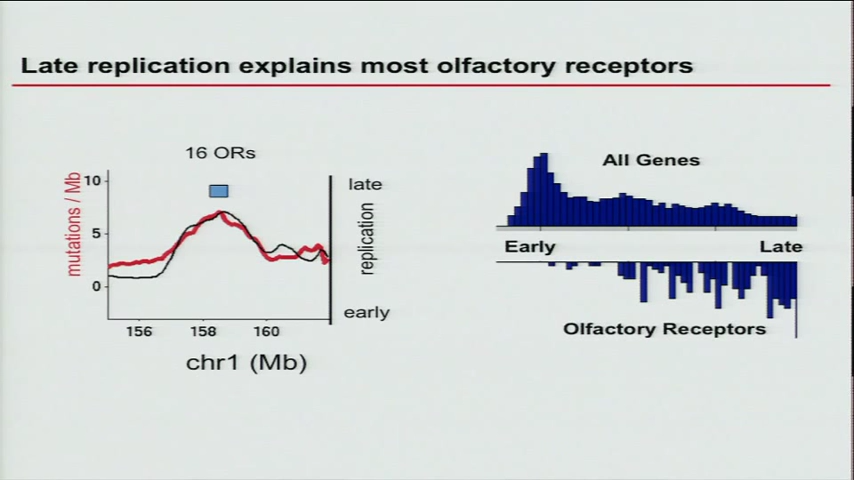 Late replication explains most olfactory receptors
16 ORs
mutations / Mb
10
5
0
156
158
160
chr1 (Mb)
late
replication
early
All Genes
Early
Late
Olfactory Receptors